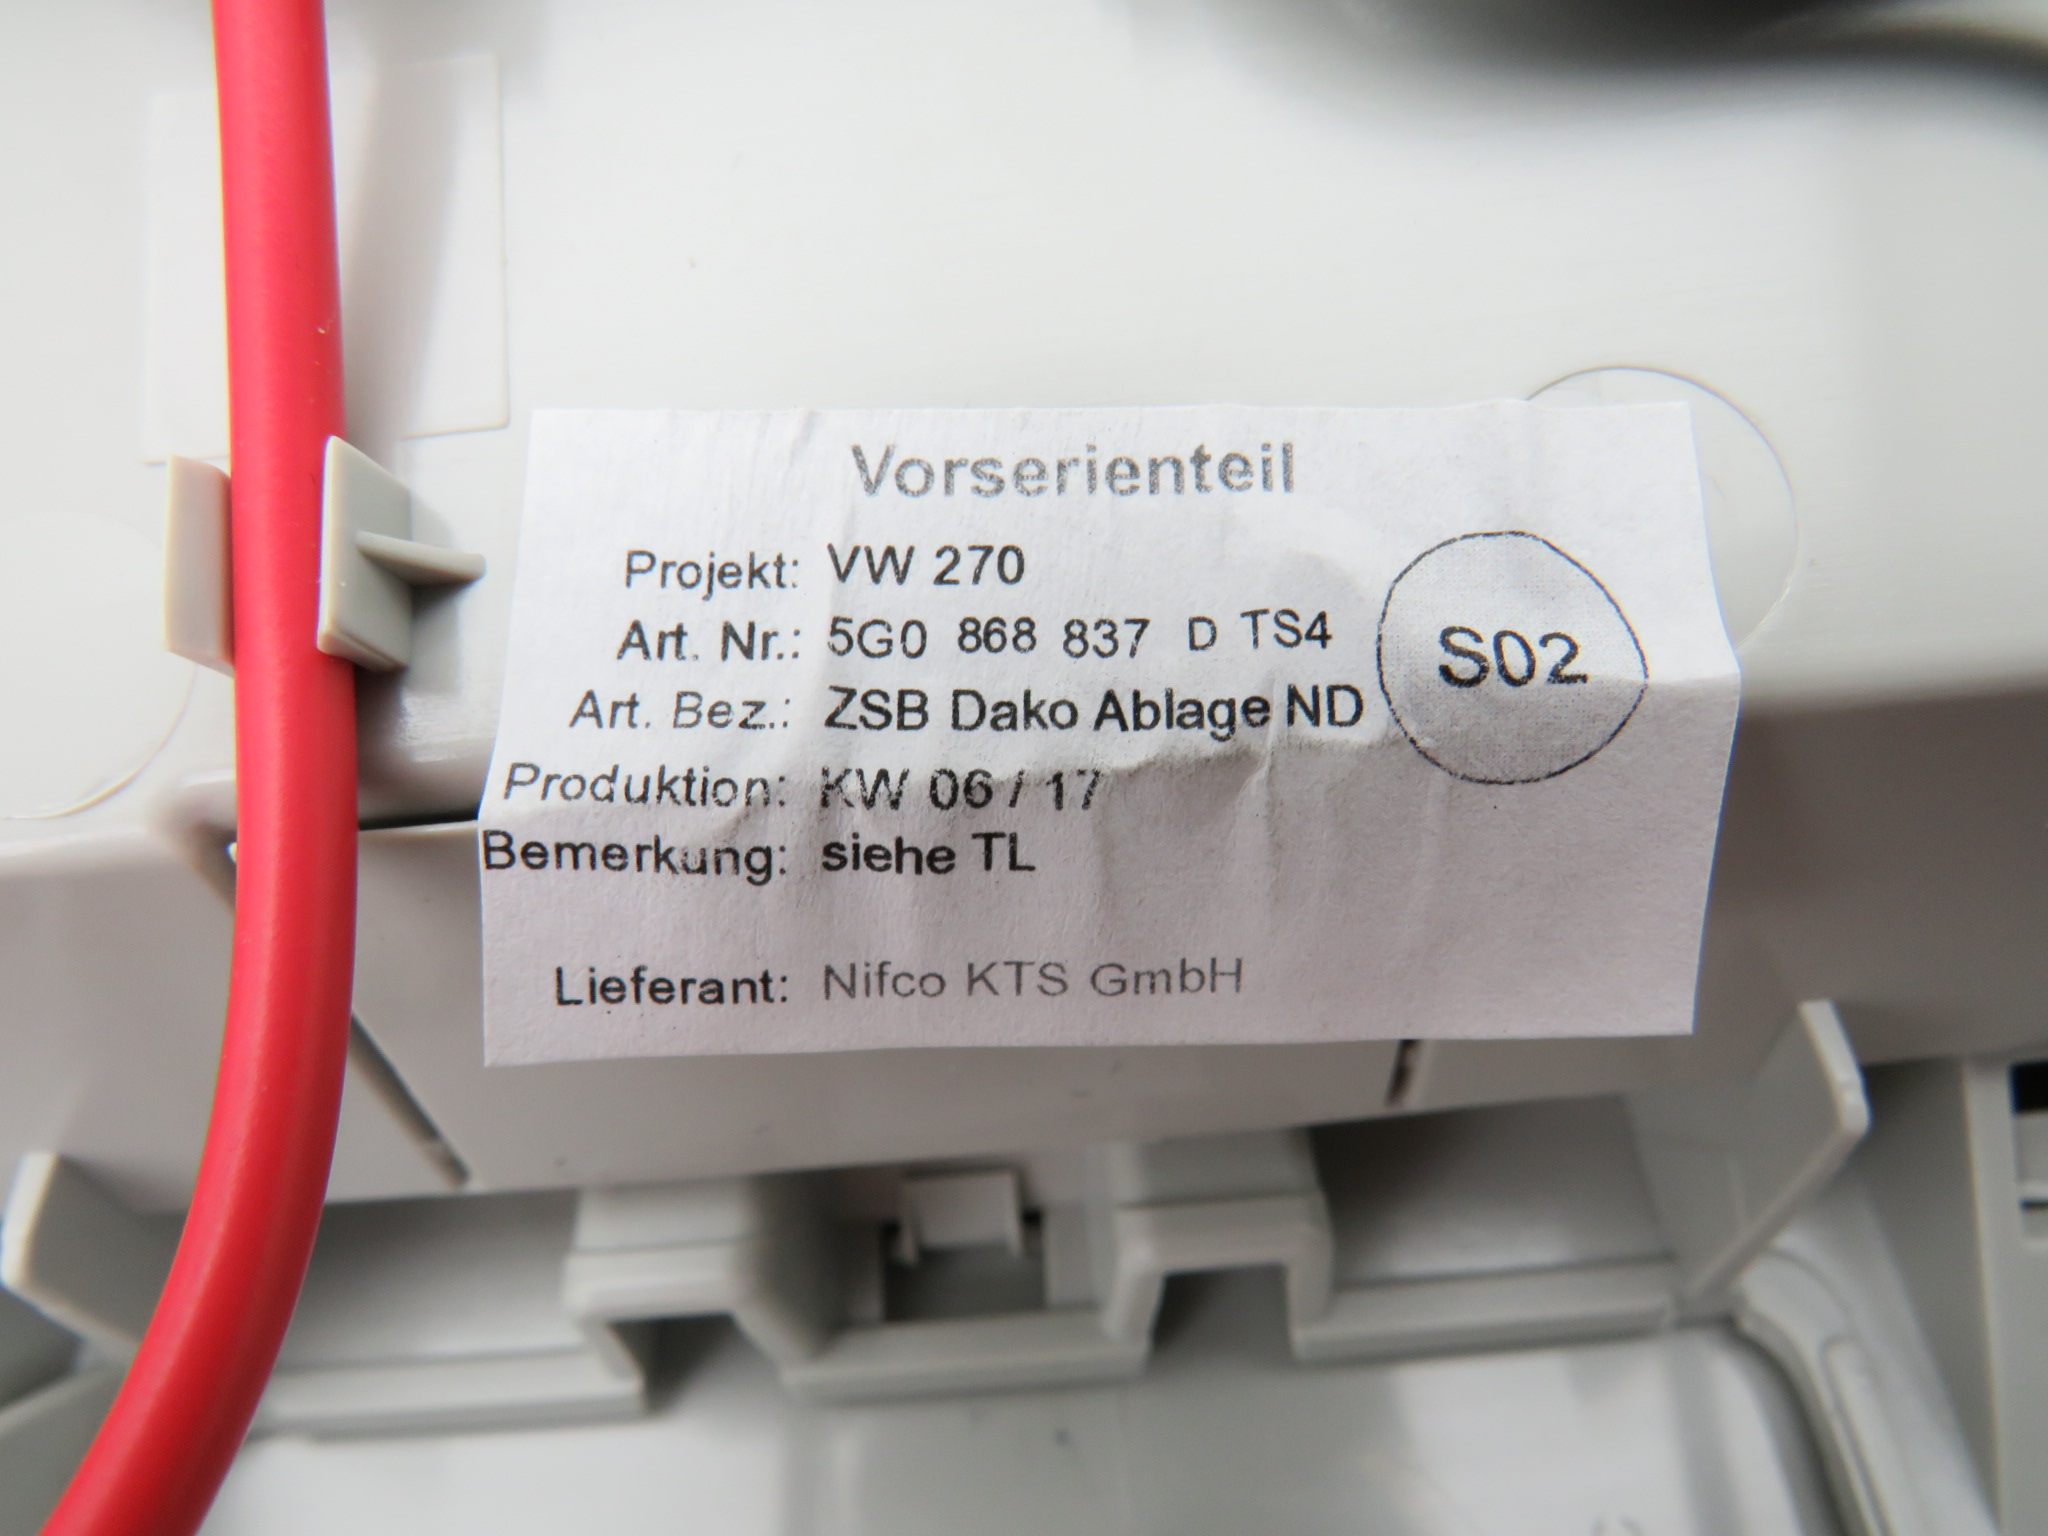 Vorserienteil
Projekt: VW 270
Art. Nr.: 5G0 868 837 D TS4
S02
Art. Bez.: ZSB Dako Ablage ND
Produktion: KW 06 / 17
Bemerkung: siehe TL
Lieferant: Nifco KTS GmbH